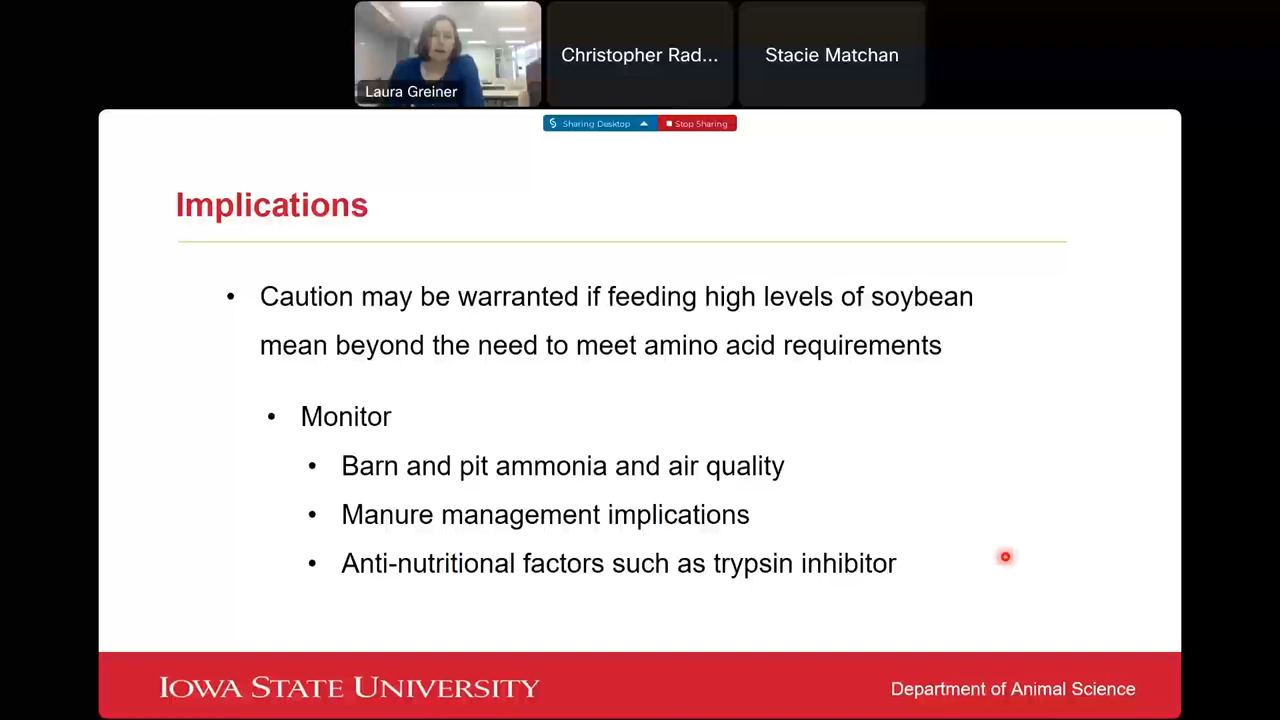 Christopher Rad...
Stacie Matchan
Laura Greiner
Sharing Desktop
Stop Sharing
Implications
• Caution may be warranted if feeding high levels of soybean
mean beyond the need to meet amino acid requirements
• Monitor
• Barn and pit ammonia and air quality
• Manure management implications
• Anti-nutritional factors such as trypsin inhibitor
IOWA STATE UNIVERSITY
Department of Animal Science